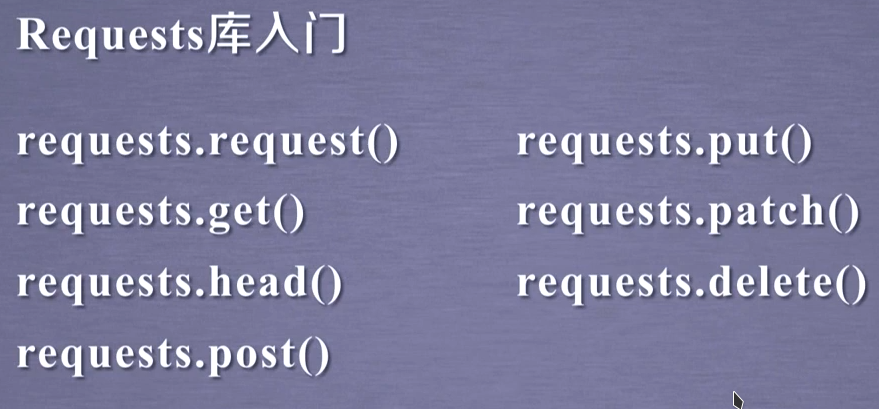 Requests库入门
requests.request()
requests.get()
requests.head()
requests.post()
requests.put()
requests.patch()
requests.delete()